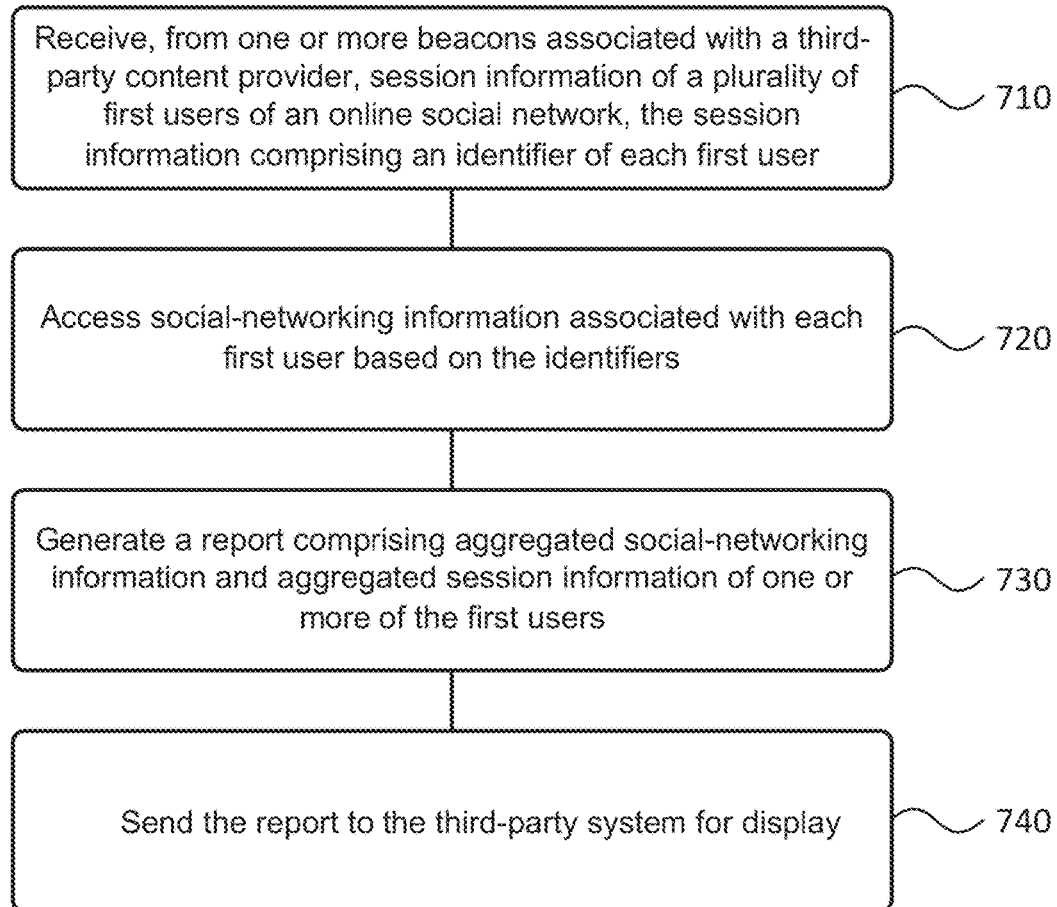 Receive, from one or more beacons associated with a third-
party content provider, session information of a plurality of
first users of an online social network, the session
information comprising an identifier of each first user
710
Access social-networking information associated with each
first user based on the identifiers
720
Generate a report comprising aggregated social-networking
information and aggregated session information of one or
more of the first users
730
Send the report to the third-party system for display
740